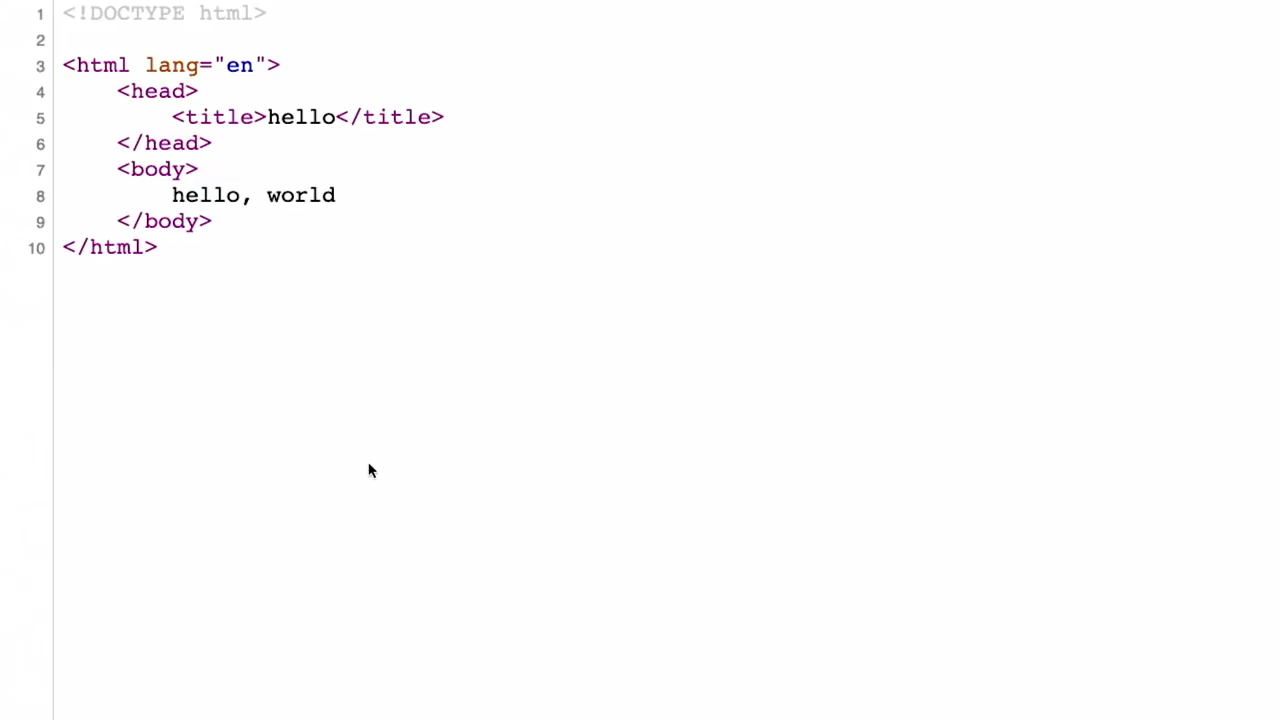 1 <!DOCTYPE html>
2
3 <html lang="en">
4     <head>
5         <title>hello</title>
6     </head>
7     <body>
8         hello, world
9     </body>
10 </html>